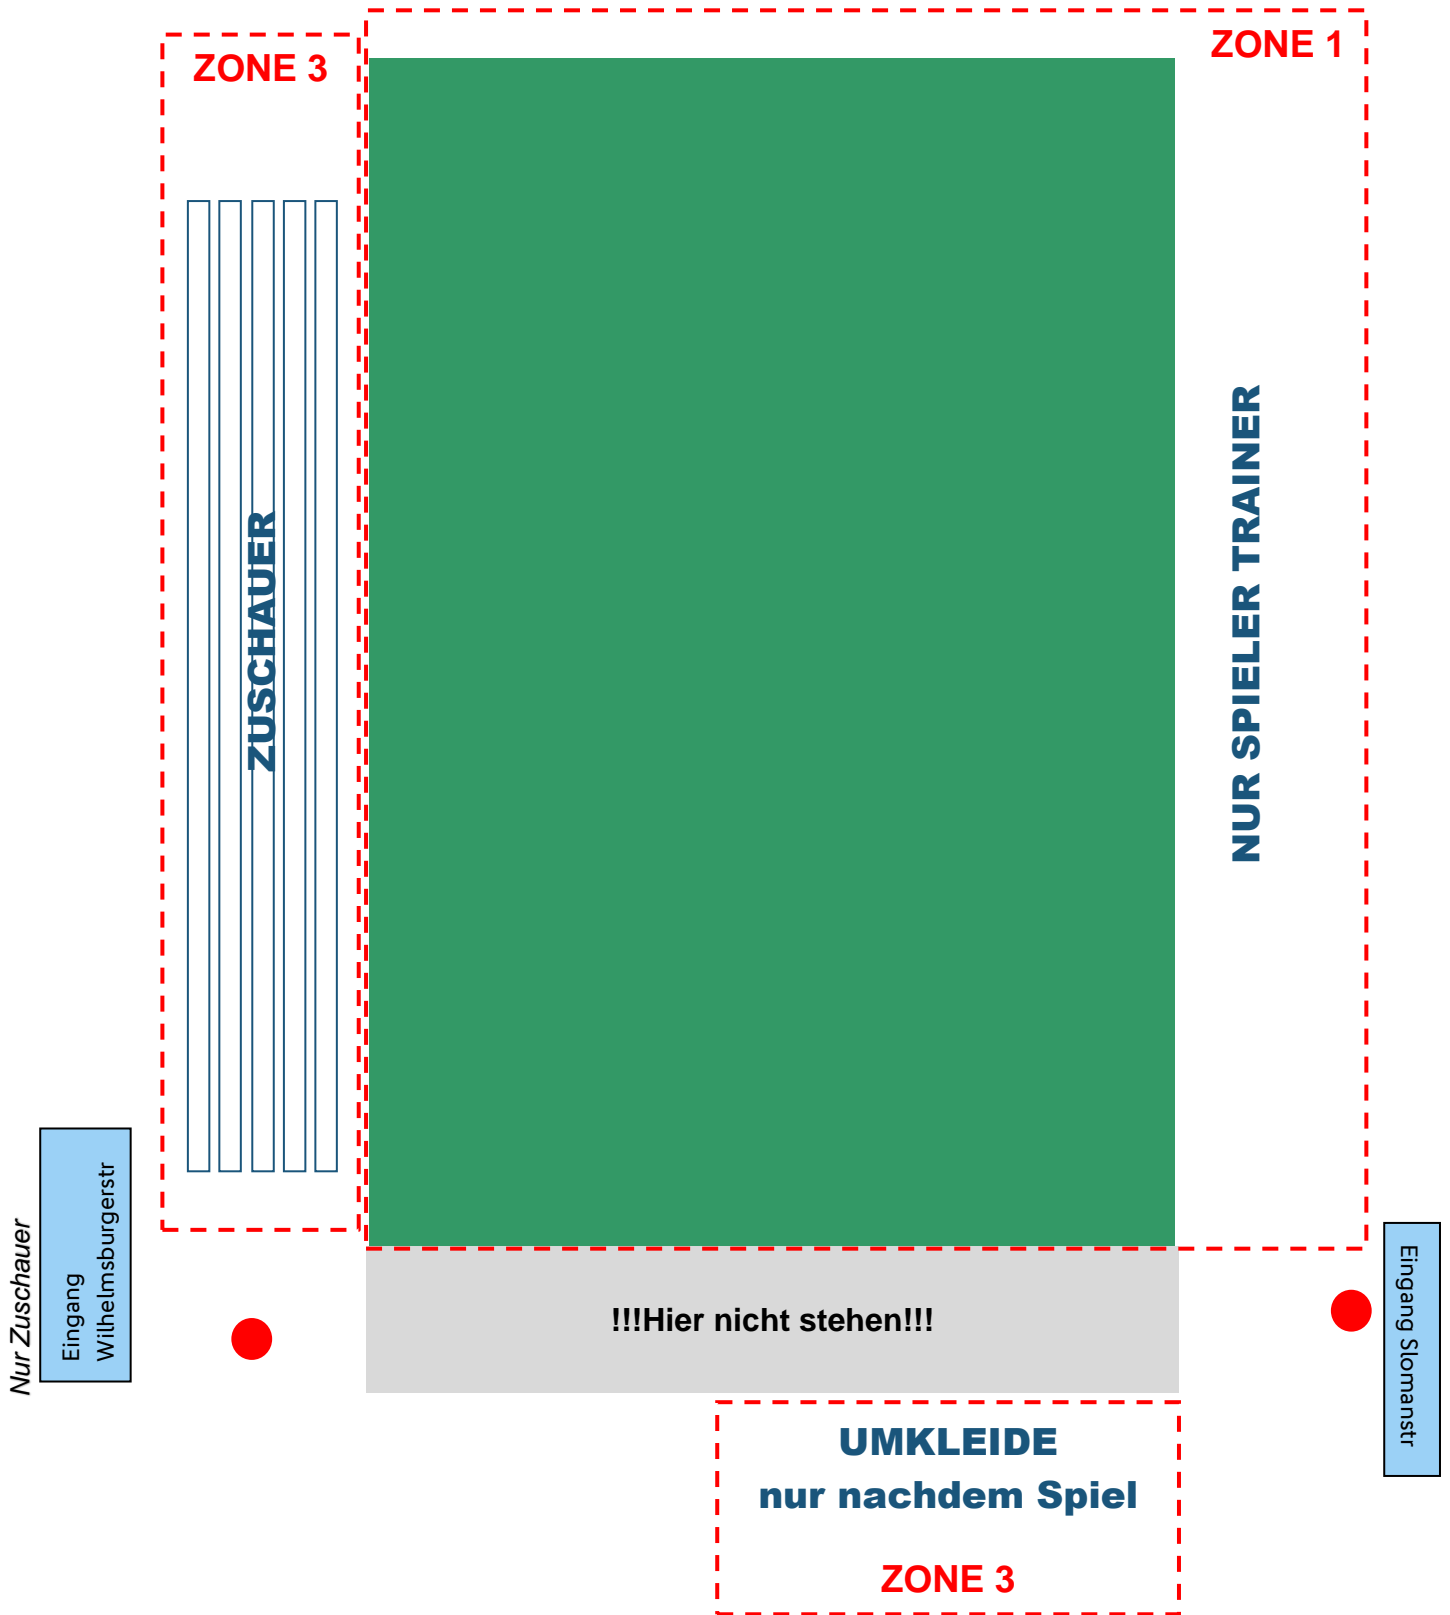 ZONE 3
ZONE 1
ZUSCHAUER
NUR SPIELER TRAINER
Nur Zuschauer
Eingang
Wilhelmsburgerstr
Eingang Slomanstr
!!!Hier nicht stehen!!!
UMKLEIDE
nur nachdem Spiel
ZONE 3